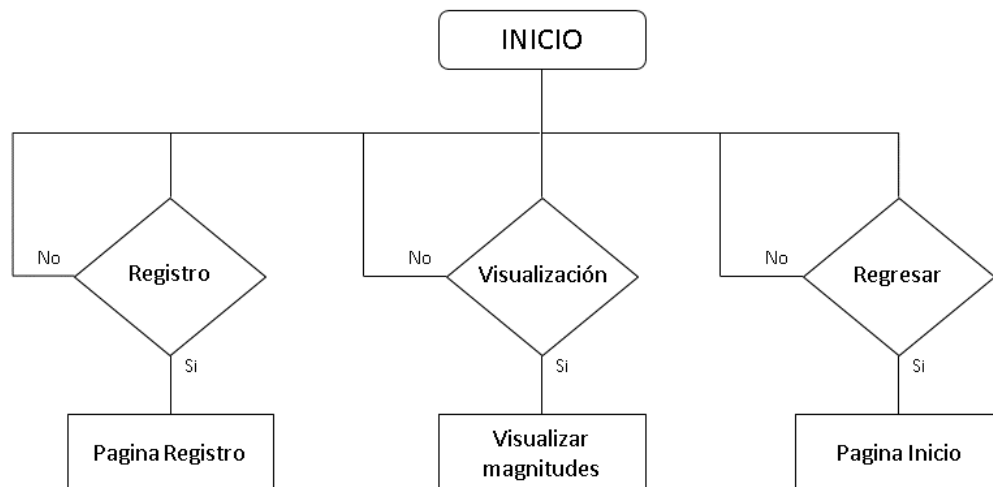 INICIO
No
Registro
No
Visualización
No
Regresar
Si
Si
Si
Pagina Registro
Visualizar
magnitudes
Pagina Inicio